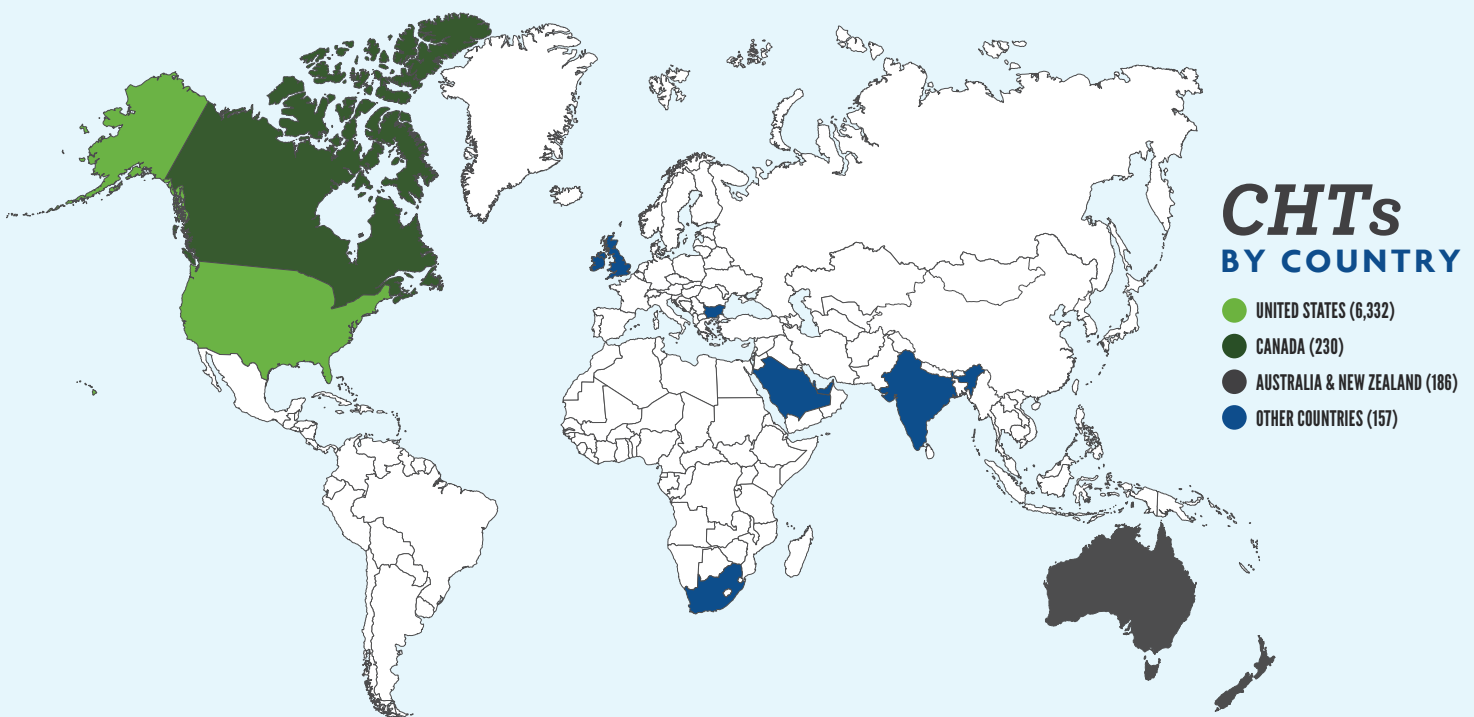 CHTs
BY COUNTRY
UNITED STATES (6,332)
CANADA (230)
AUSTRALIA & NEW ZEALAND (186)
OTHER COUNTRIES (157)